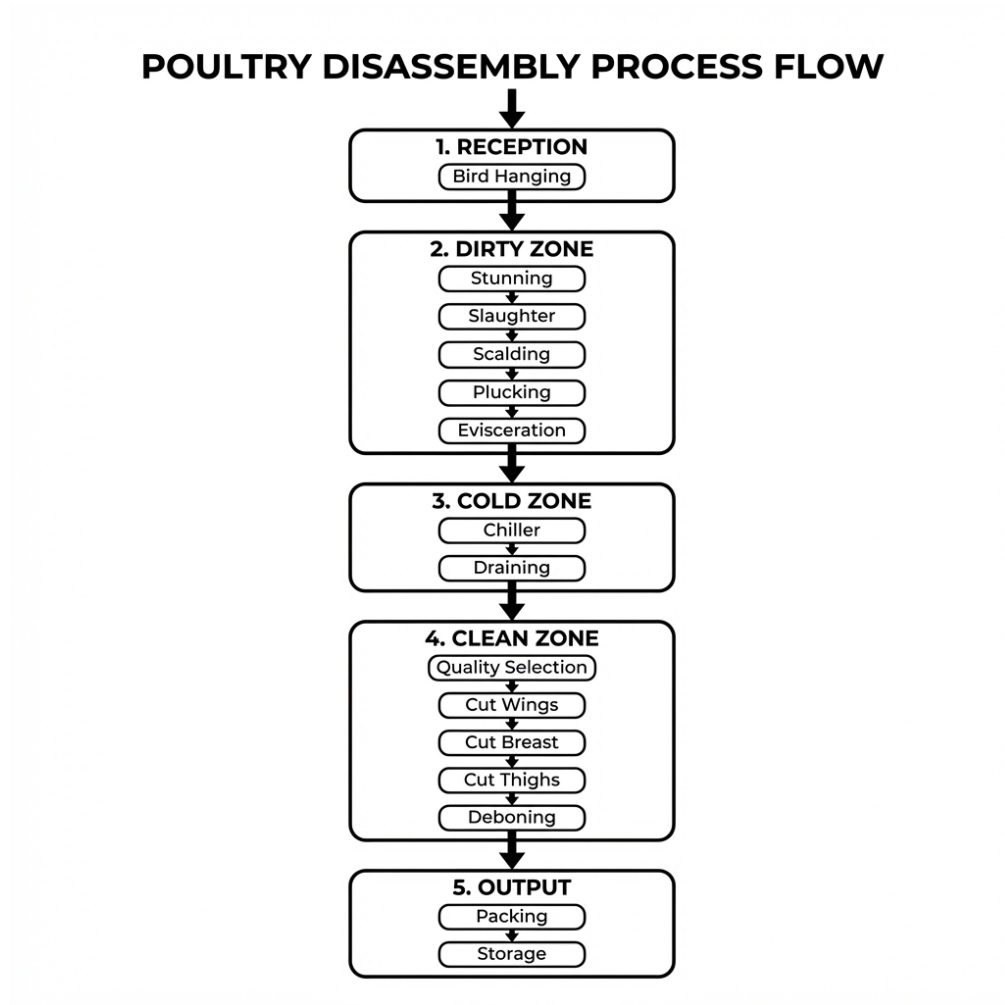 POULTRY DISASSEMBLY PROCESS FLOW
1. RECEPTION
Bird Hanging
2. DIRTY ZONE
Stunning
Slaughter
Scalding
Plucking
Evisceration
3. COLD ZONE
Chiller
Draining
4. CLEAN ZONE
Quality Selection
Cut Wings
Cut Breast
Cut Thighs
Deboning
5. OUTPUT
Packing
Storage